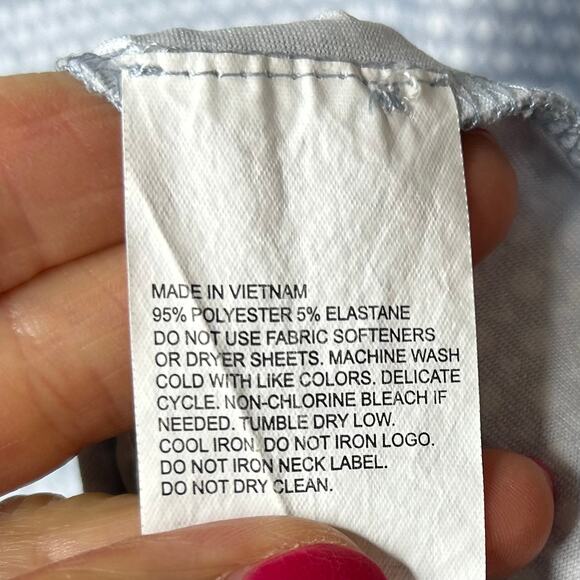 MADE IN VIETNAM
95% POLYESTER 5% ELASTANE
DO NOT USE FABRIC SOFTENERS
OR DRYER SHEETS. MACHINE WASH
COLD WITH LIKE COLORS. DELICATE
CYCLE. NON-CHLORINE BLEACH IF
NEEDED. TUMBLE DRY LOW.
COOL IRON. DO NOT IRON LOGO.
DO NOT IRON NECK LABEL.
DO NOT DRY CLEAN.